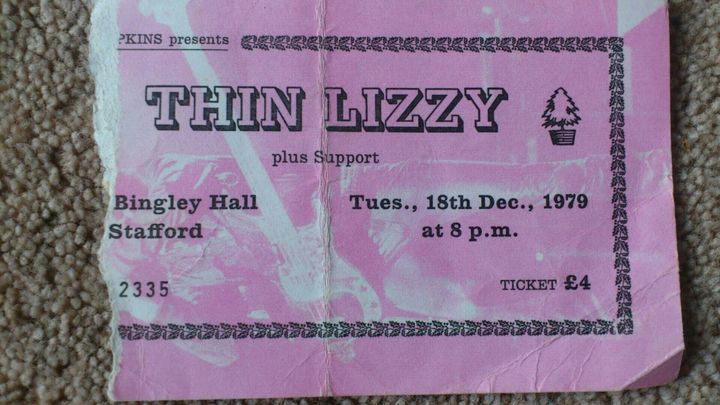 PKINS presents
THIN LIZZY
plus Support
Bingley Hall
Stafford
Tues., 18th Dec., 1979
at 8 p.m.
2335
TICKET £4